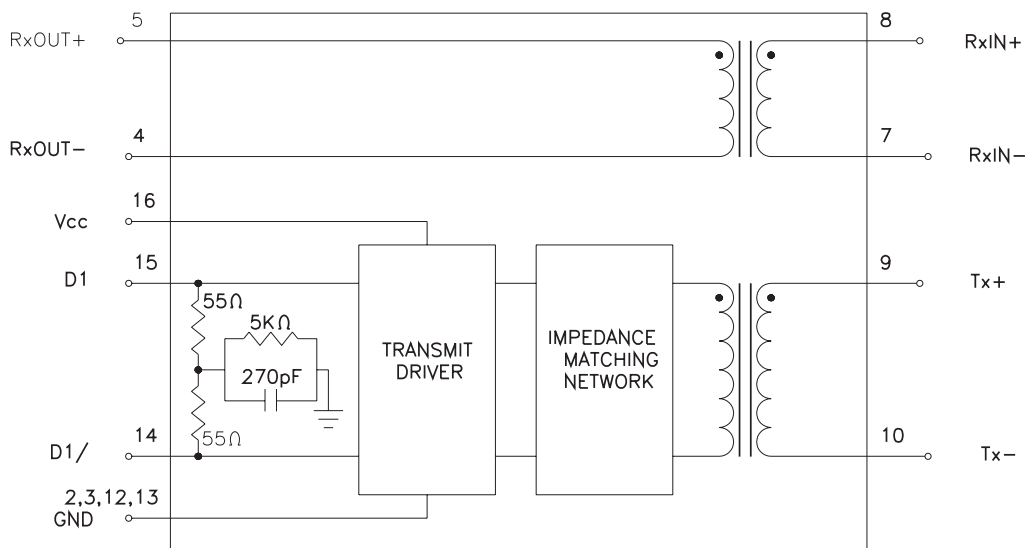 5
8
RxOUT+
RxIN+
4
7
RxOUT−
RxIN−
16
Vcc
15
9
D1
Tx+
55Ω
5KΩ
TRANSMIT
DRIVER
IMPEDANCE
MATCHING
NETWORK
270pF
55Ω
14
10
D1/
Tx−
2,3,12,13
GND